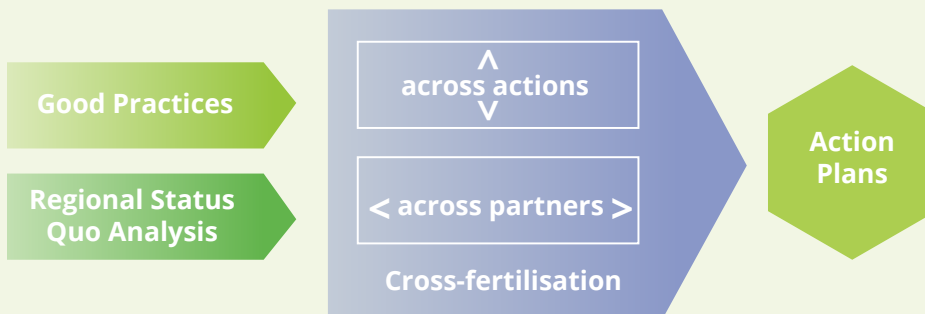 Good Practices
Regional Status
Quo Analysis
^
across actions
v
< across partners >
Cross-fertilisation
Action
Plans